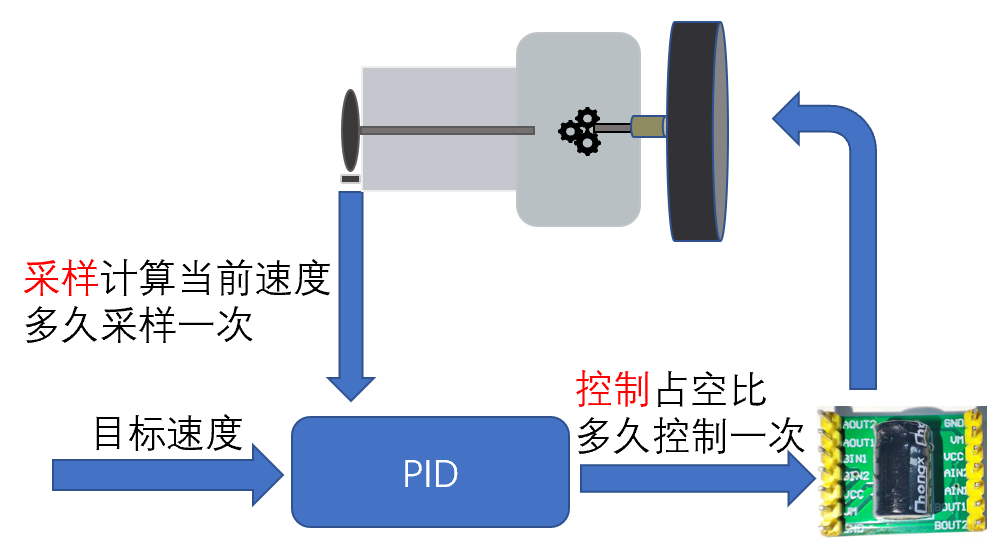 采样计算当前速度
多久采样一次
控制占空比
多久控制一次
目标速度
PID
AOUT2
AOUT1
BIN1
BIN2
VCC
VM
GND
GND
VM
VCC
AIN2
AIN1
BOUT1
BOUT2